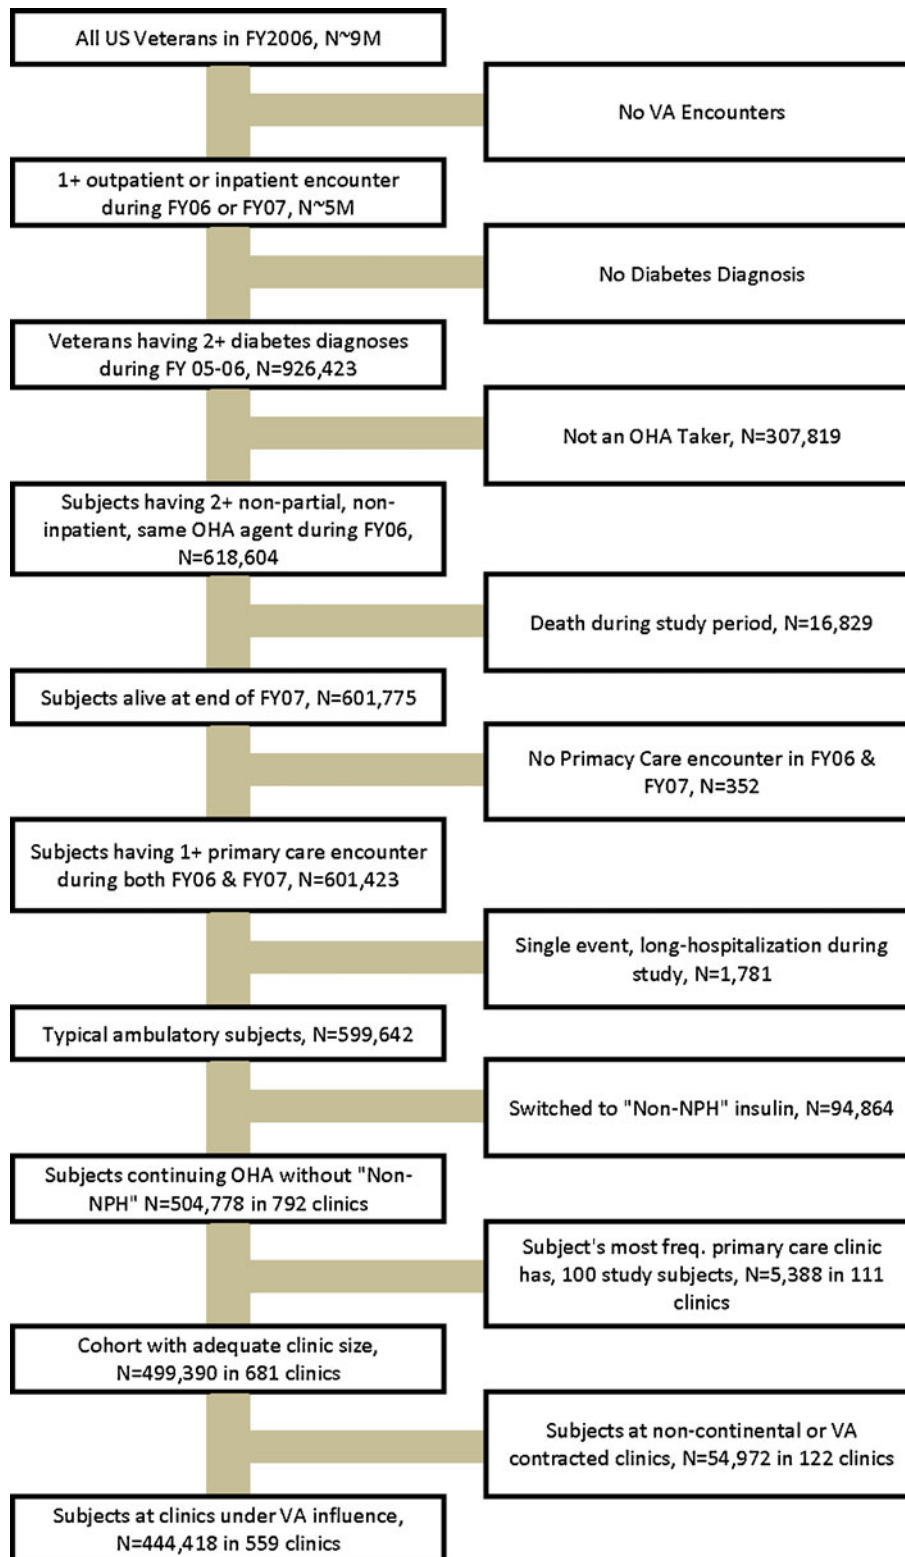 All US Veterans in FY2006, N~9M
No VA Encounters
1+ outpatient or inpatient encounter
during FY06 or FY07, N~5M
No Diabetes Diagnosis
Veterans having 2+ diabetes diagnoses
during FY 05-06, N=926,423
Not an OHA Taker, N=307,819
Subjects having 2+ non-partial, non-
inpatient, same OHA agent during FY06,
N=618,604
Death during study period, N=16,829
Subjects alive at end of FY07, N=601,775
No Primacy Care encounter in FY06 &
FY07, N=352
Subjects having 1+ primary care encounter
during both FY06 & FY07, N=601,423
Single event, long-hospitalization during
study, N=1,781
Typical ambulatory subjects, N=599,642
Switched to "Non-NPH" insulin, N=94,864
Subjects continuing OHA without "Non-
NPH" N=504,778 in 792 clinics
Subject's most freq. primary care clinic
has, 100 study subjects, N=5,388 in 111
clinics
Cohort with adequate clinic size,
N=499,390 in 681 clinics
Subjects at non-continental or VA
contracted clinics, N=54,972 in 122 clinics
Subjects at clinics under VA influence,
N=444,418 in 559 clinics